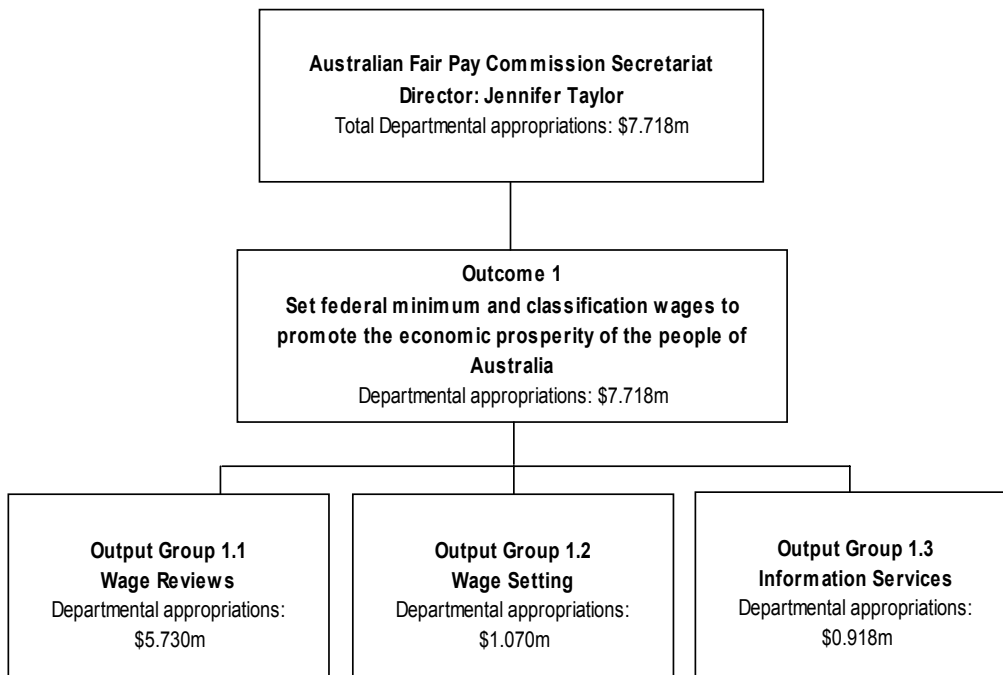 Australian Fair Pay Commission Secretariat
Director: Jennifer Taylor
Total Departmental appropriations: $7.718m
Outcome 1
Set federal minimum and classification wages to
promote the economic prosperity of the people of
Australia
Departmental appropriations: $7.718m
Output Group 1.1
Wage Reviews
Departmental appropriations:
$5.730m
Output Group 1.2
Wage Setting
Departmental appropriations:
$1.070m
Output Group 1.3
Information Services
Departmental appropriations:
$0.918m